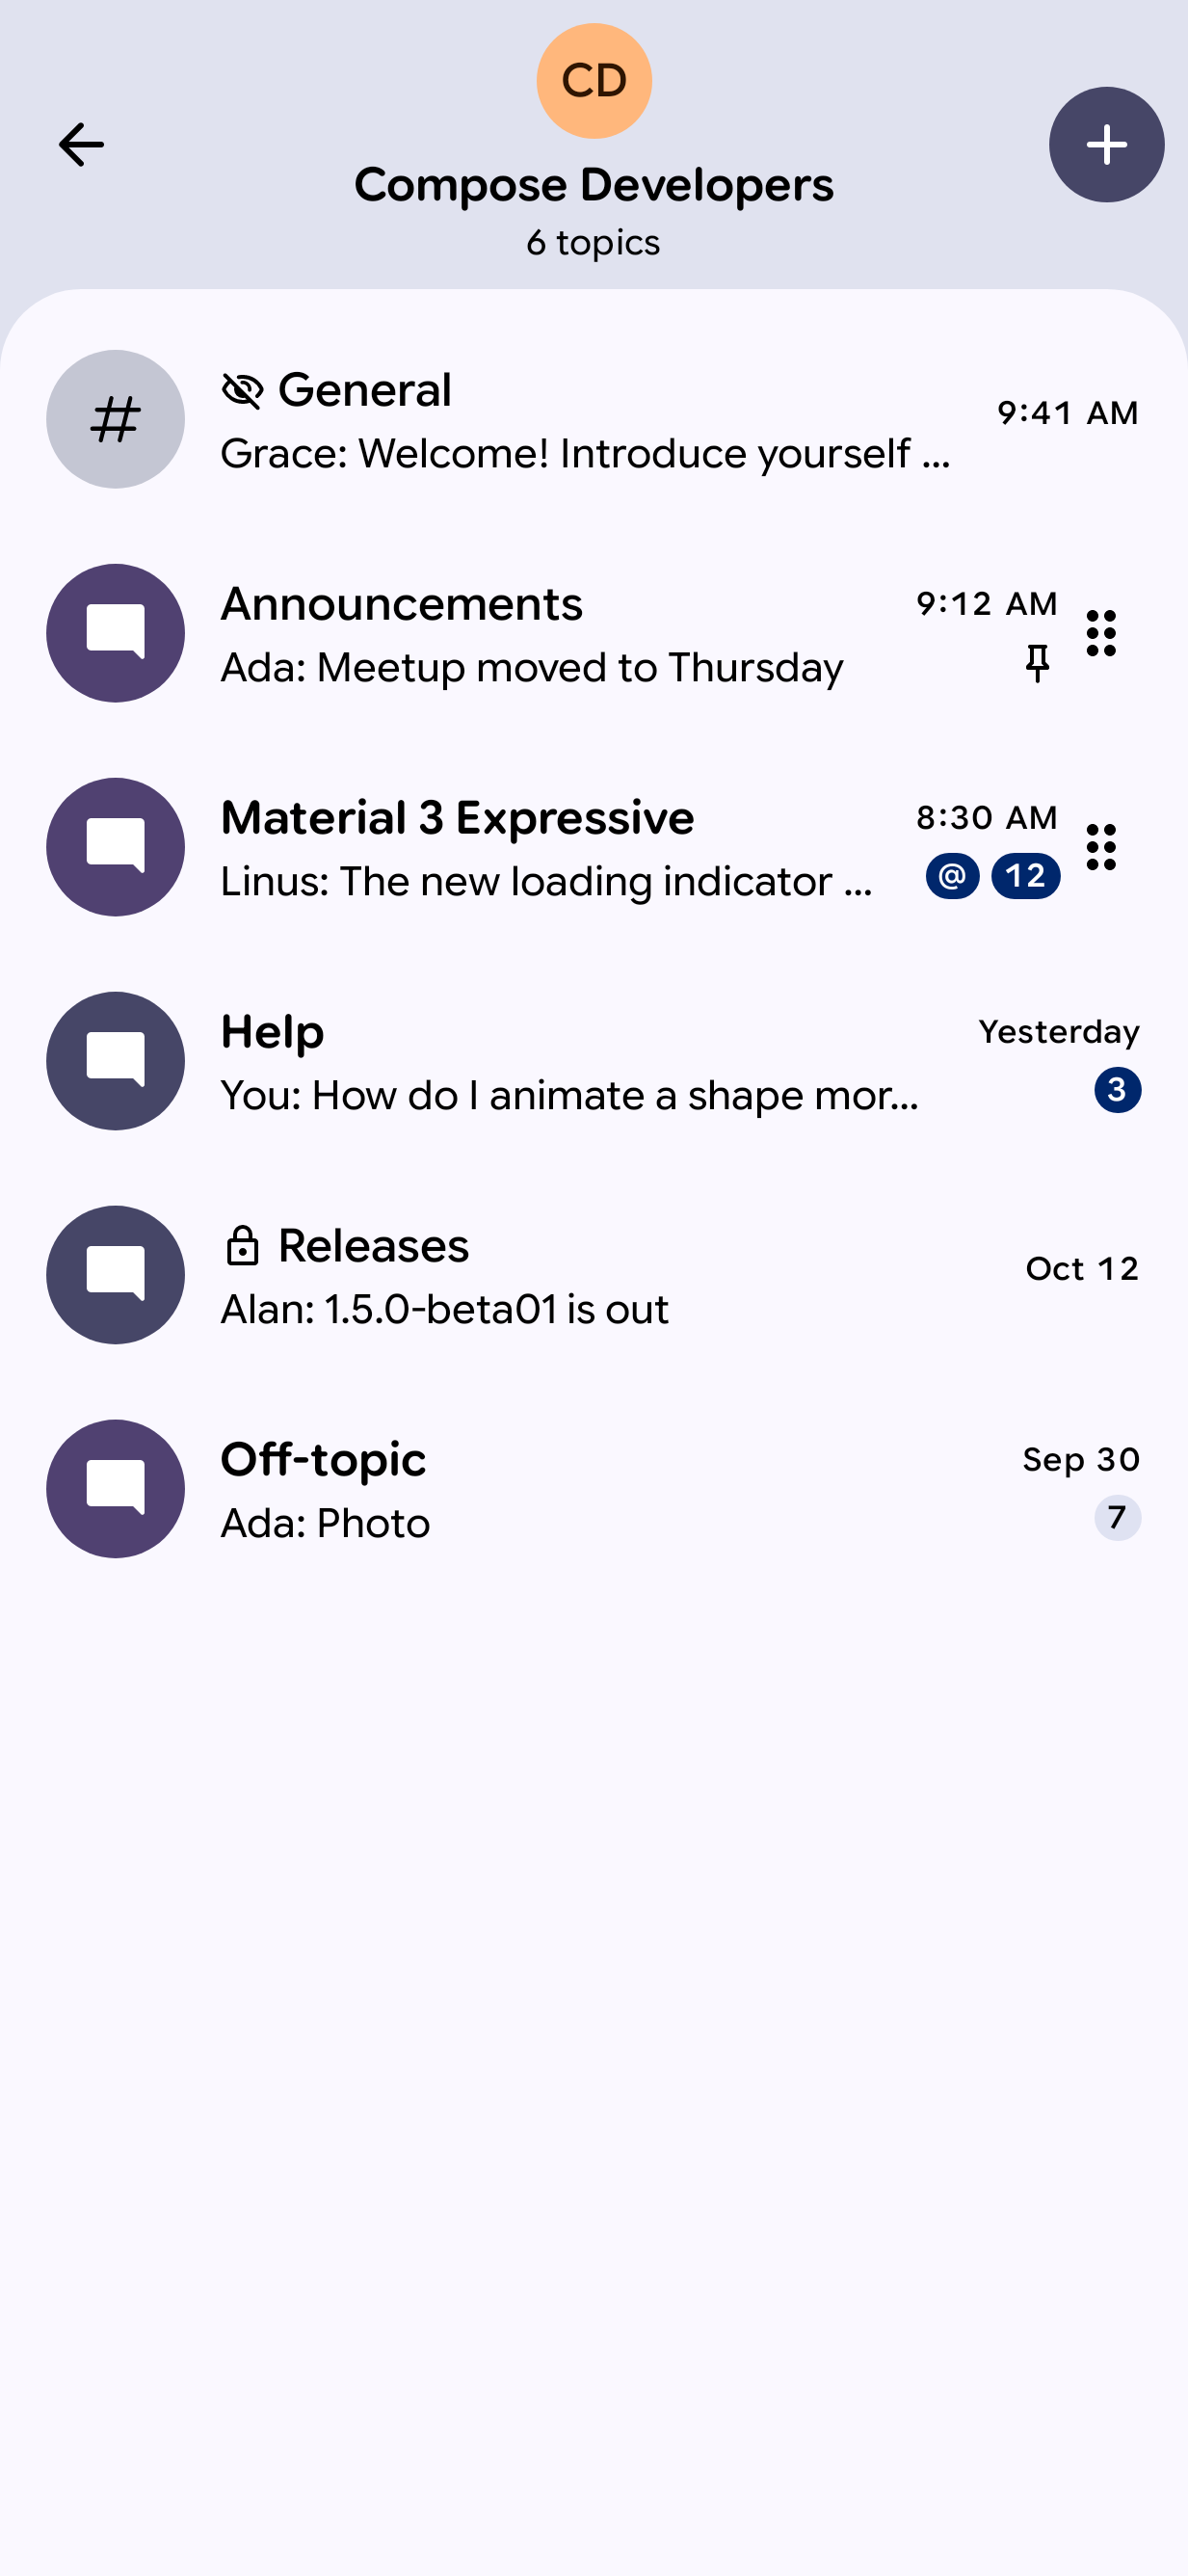 CD
Compose Developers
6 topics
#
General
9:41 AM
Grace: Welcome! Introduce yourself ...
Announcements
9:12 AM
Ada: Meetup moved to Thursday
Material 3 Expressive
8:30 AM
Linus: The new loading indicator ...
@ 12
Help
Yesterday
You: How do I animate a shape mor...
3
Releases
Oct 12
Alan: 1.5.0-beta01 is out
Off-topic
Sep 30
Ada: Photo
7